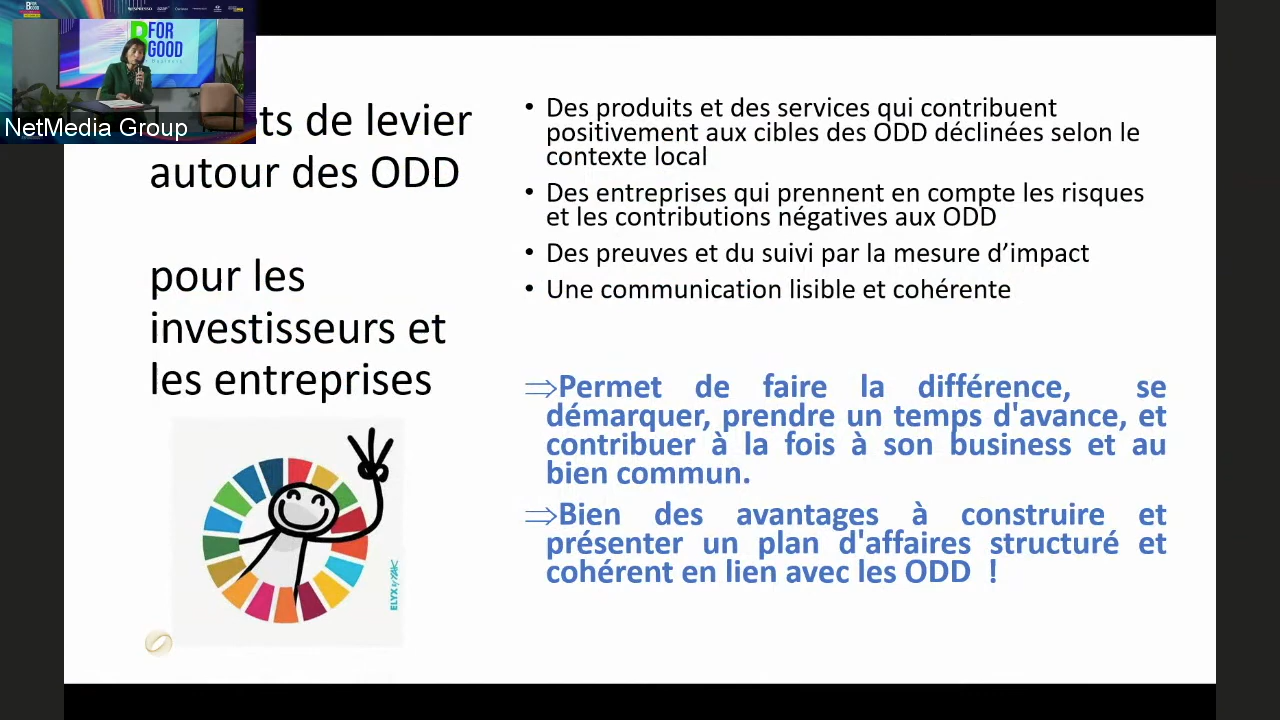 NESPRESSO
B FOR
GOOD
NetMedia Group
ts de levier
autour des ODD
pour les
investisseurs et
les entreprises
• Des produits et des services qui contribuent
positivement aux cibles des ODD déclinées selon le
contexte local
• Des entreprises qui prennent en compte les risques
et les contributions négatives aux ODD
• Des preuves et du suivi par la mesure d’impact
• Une communication lisible et cohérente
⇒Permet de faire la différence, se
démarquer, prendre un temps d'avance, et
contribuer à la fois à son business et au
bien commun.
⇒Bien des avantages à construire et
présenter un plan d'affaires structuré et
cohérent en lien avec les ODD !
ELYX by YAK